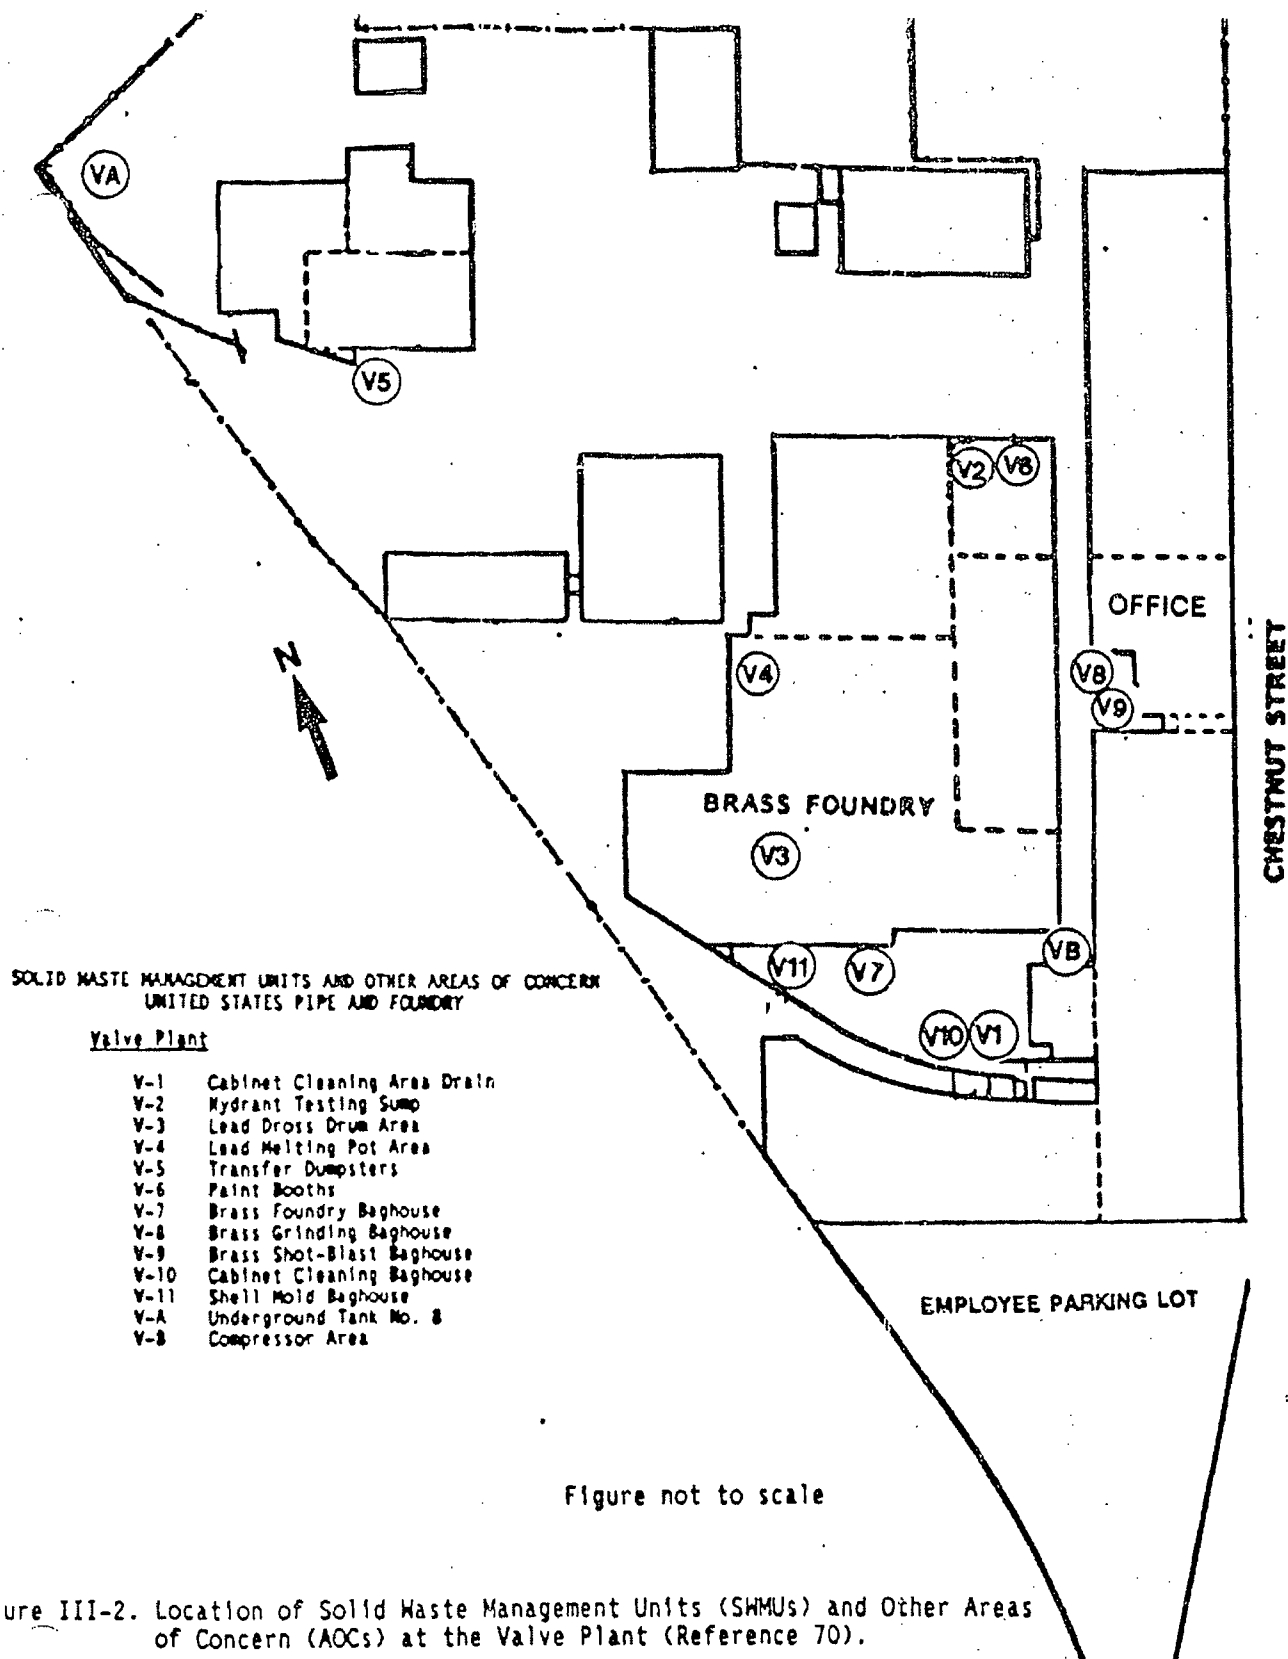 VA
V5
V2 V8
OFFICE
V4
V8
V9
N
CHESTNUT STREET
BRASS FOUNDRY
V3
VB
V11 V7
V10 V1
SOLID WASTE MANAGEMENT UNITS AND OTHER AREAS OF CONCERN
UNITED STATES PIPE AND FOUNDRY
Valve Plant
V-1 Cabinet Cleaning Area Drain
V-2 Hydrant Testing Sump
V-3 Lead Dross Drum Area
V-4 Lead Melting Pot Area
V-5 Transfer Dumpsters
V-6 Paint Booths
V-7 Brass Foundry Baghouse
V-8 Brass Grinding Baghouse
V-9 Brass Shot-Blast Baghouse
V-10 Cabinet Cleaning Baghouse
V-11 Shell Mold Baghouse
V-A Underground Tank No. 8
V-B Compressor Area
EMPLOYEE PARKING LOT
Figure not to scale
ure III-2. Location of Solid Waste Management Units (SWMUs) and Other Areas
of Concern (AOCs) at the Valve Plant (Reference 70).